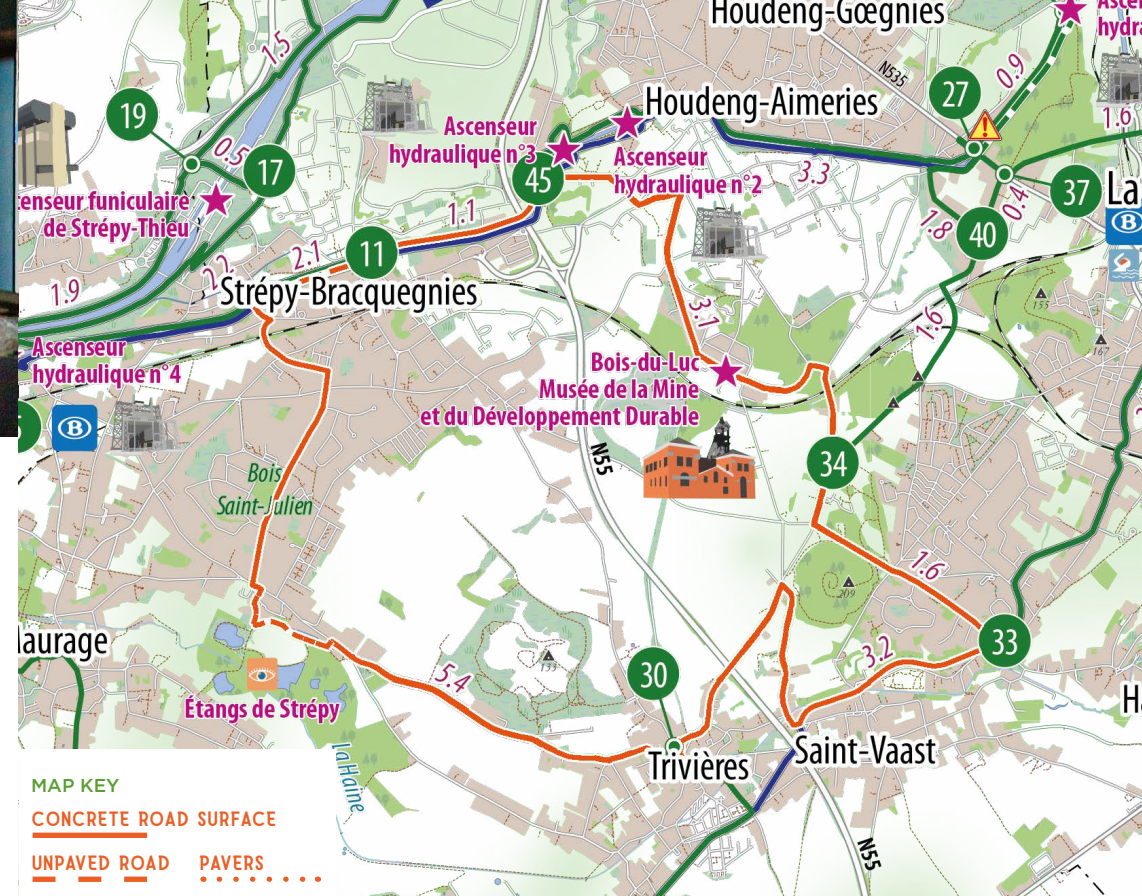 Houdeng-Gœgnies
hydra
1.5
N535
0.9
27
19
Houdeng-Aimeries
1.6
Ascenseur
hydraulique n°3
0.5
17
45
Ascenseur
hydraulique n°2
3.3
37
La
B
enseur funiculaire
de Strépy-Thieu
1.1
1.8
0.4
40
11
2.1
2.2
1.9
Strépy-Bracquegnies
155
3.1
1.6
167
Ascenseur
hydraulique n°4
Bois-du-Luc
Musée de la Mine
et du Développement Durable
B
N55
34
Bois
Saint-Julien
1.6
209
aurage
33
3.2
133
30
5.4
Étangs de Strépy
Saint-Vaast
Trivières
La Haine
N55
MAP KEY
CONCRETE ROAD SURFACE
UNPAVED ROAD PAVERS